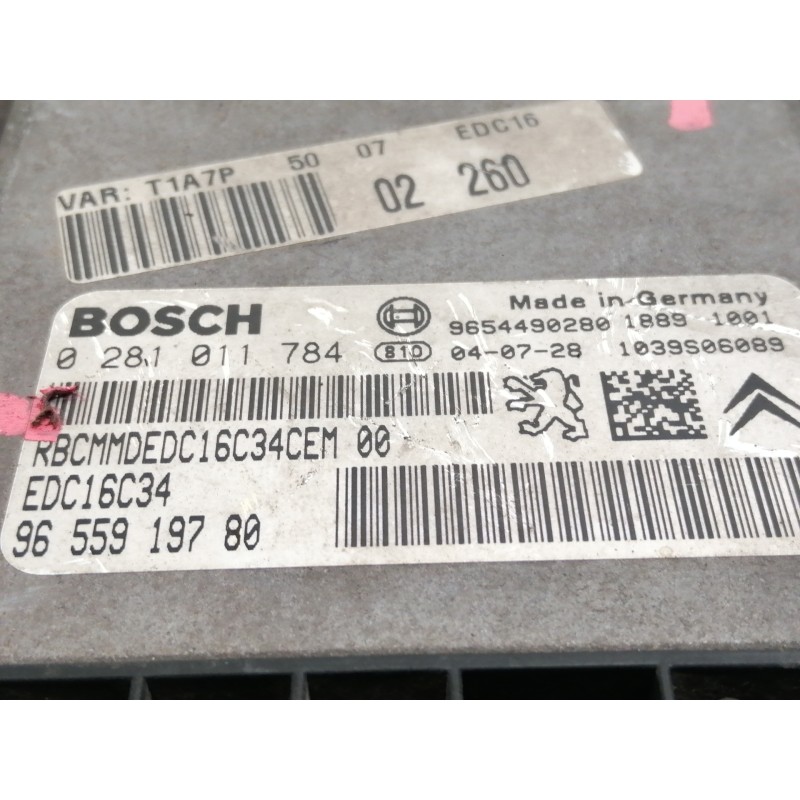 VAR: T1A7P 50 07 EDC16
02 260
BOSCH Made in Germany
9654490280 1889 1001
0 281 011 784 810 04-07-28 1039S06089
RBCMMDEDC16C34CEM 00
EDC16C34
96 559 197 80